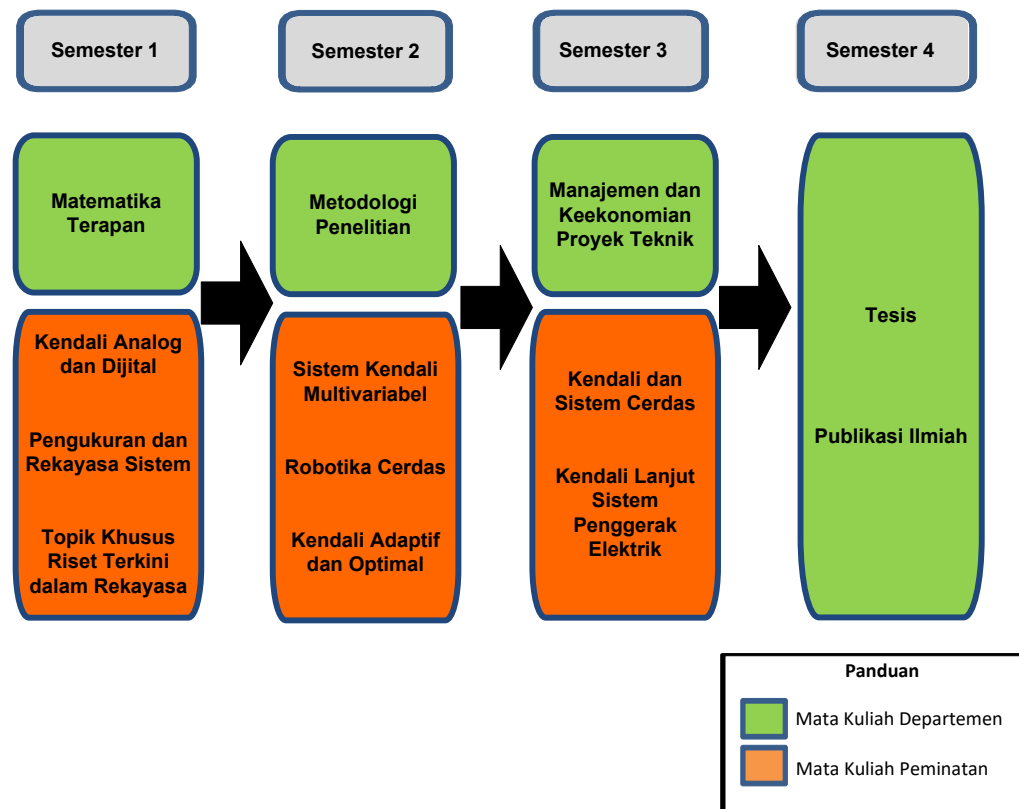 Semester 1
Semester 2
Semester 3
Semester 4
Matematika
Terapan
Metodologi
Penelitian
Manajemen dan
Keekonomian
Proyek Teknik
Kendali Analog
dan Dijital
Pengukuran dan
Rekayasa Sistem
Topik Khusus
Riset Terkini
dalam Rekayasa
Sistem Kendali
Multivariabel
Robotika Cerdas
Kendali Adaptif
dan Optimal
Kendali dan
Sistem Cerdas
Kendali Lanjut
Sistem
Penggerak
Elektrik
Tesis
Publikasi Ilmiah
Panduan
Mata Kuliah Departemen
Mata Kuliah Peminatan